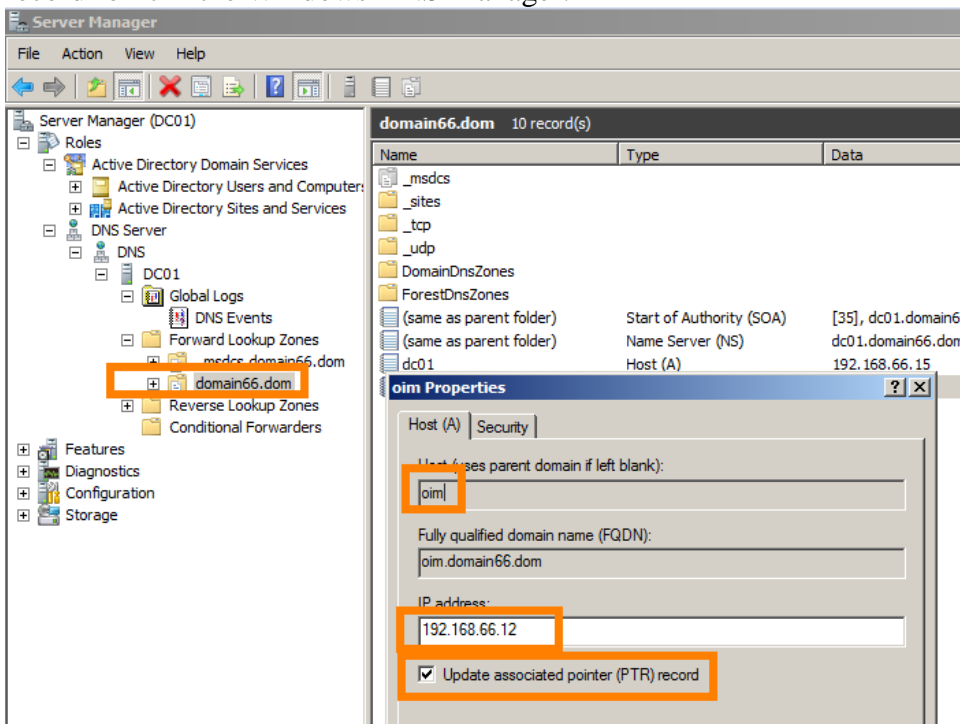 Server Manager
File Action View Help
Server Manager (DC01)
Roles
Active Directory Domain Services
Active Directory Users and Computer
Active Directory Sites and Services
DNS Server
DNS
DC01
Global Logs
DNS Events
Forward Lookup Zones
_msdcs.domain66.dom
domain66.dom
Reverse Lookup Zones
Conditional Forwarders
Features
Diagnostics
Configuration
Storage
domain66.dom 10 record(s)
Name Type Data
_msdcs
_sites
_tcp
_udp
DomainDnsZones
ForestDnsZones
(same as parent folder) Start of Authority (SOA) [35], dc01.domain6
(same as parent folder) Name Server (NS) dc01.domain66.dom
dc01 Host (A) 192.168.66.15
oim Properties
Host (A) Security
Host (uses parent domain if left blank):
oim
Fully qualified domain name (FQDN):
oim.domain66.dom
IP address:
192.168.66.12
Update associated pointer (PTR) record